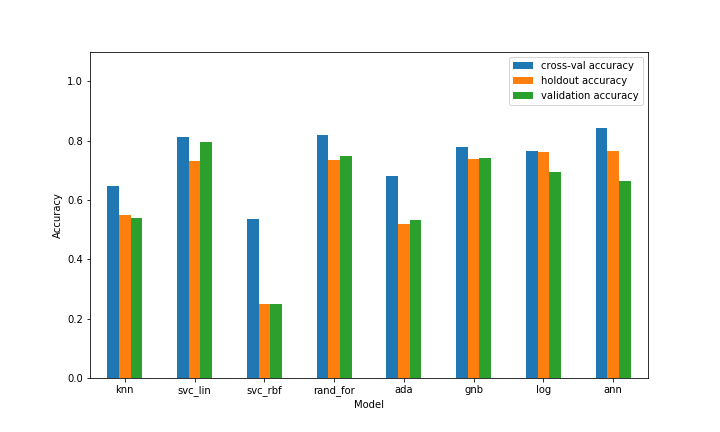 cross-val accuracy
holdout accuracy
validation accuracy
Accuracy
1.0
0.8
0.6
0.4
0.2
0.0
knn svc_lin svc_rbf rand_for ada gnb log ann
Model